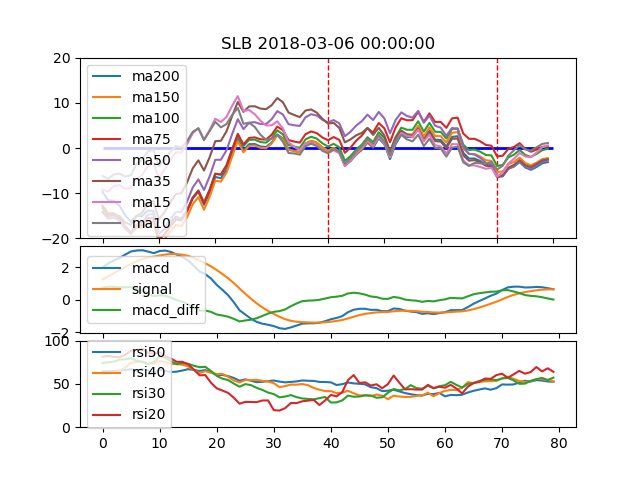 SLB 2018-03-06 00:00:00
20
10
0
−10
−20
ma200
ma150
ma100
ma75
ma50
ma35
ma15
ma10
2
0
−2
macd
signal
macd_diff
100
50
0
rsi50
rsi40
rsi30
rsi20
0 10 20 30 40 50 60 70 80